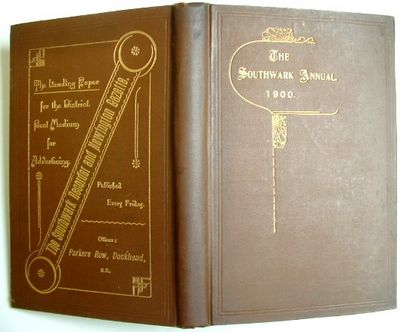 The Leading Paper
for the District.
Best Medium
for
Advertising.
The Southwark Recorder and Newington Gazette.
Published
Every Friday.
Offices:
Parkers Row, Dockhead,
S.E.
The
Southwark Annual.
1900.